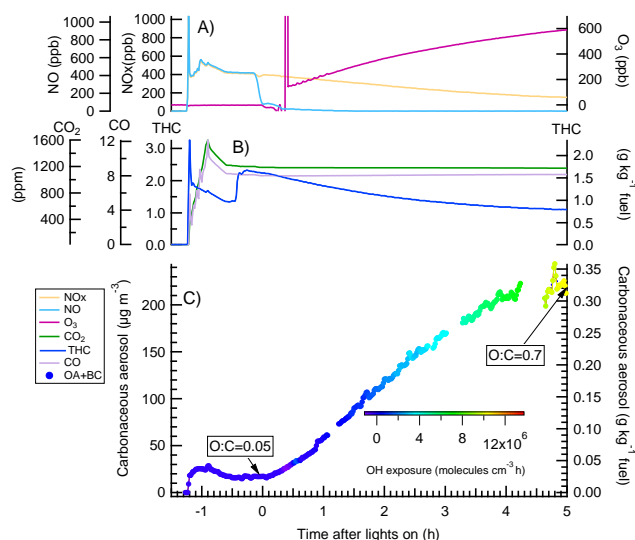 A)
NO (ppb)
1000
800
600
400
200
0
NOx(ppb)
1000
800
600
400
200
0
O3 (ppb)
600
400
200
0
CO2
CO
THC
B)
THC
(ppm)
1600
1200
800
400
12
8
4
0
3.0
2.0
1.0
0.0
(g kg-1 fuel)
2.0
1.5
1.0
0.5
0.0
NOx
NO
O3
CO2
THC
CO
OA+BC
C)
Carbonaceous aerosol (µg m-3)
200
150
100
50
0
Carbonaceous aerosol (g kg-1 fuel)
0.35
0.30
0.25
0.20
0.15
0.10
0.05
0.00
O:C=0.7
O:C=0.05
0 4 8 12x10^6
OH exposure (molecules cm-3 h)
-1 0 1 2 3 4 5
Time after lights on (h)